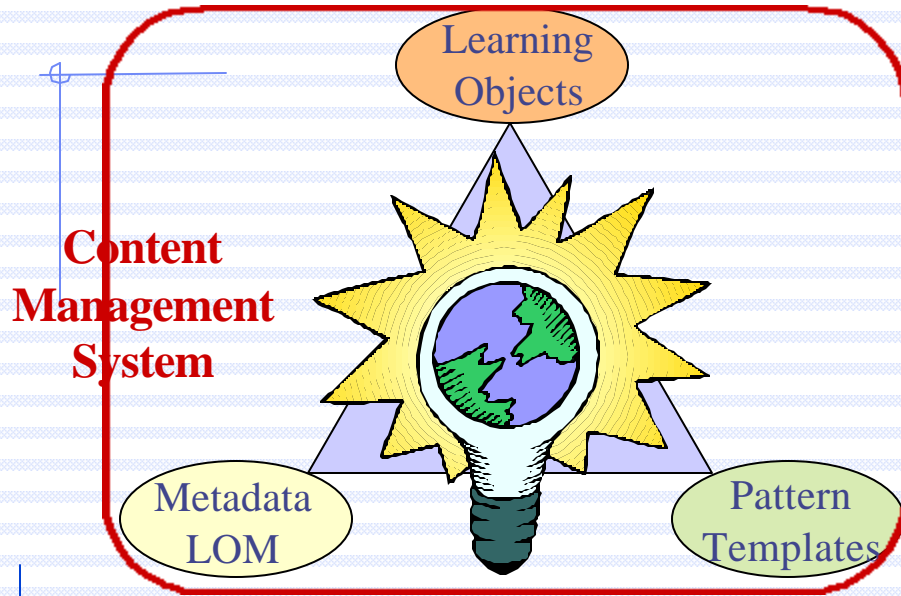 Learning
Objects
Content
Management
System
Metadata
LOM
Pattern
Templates